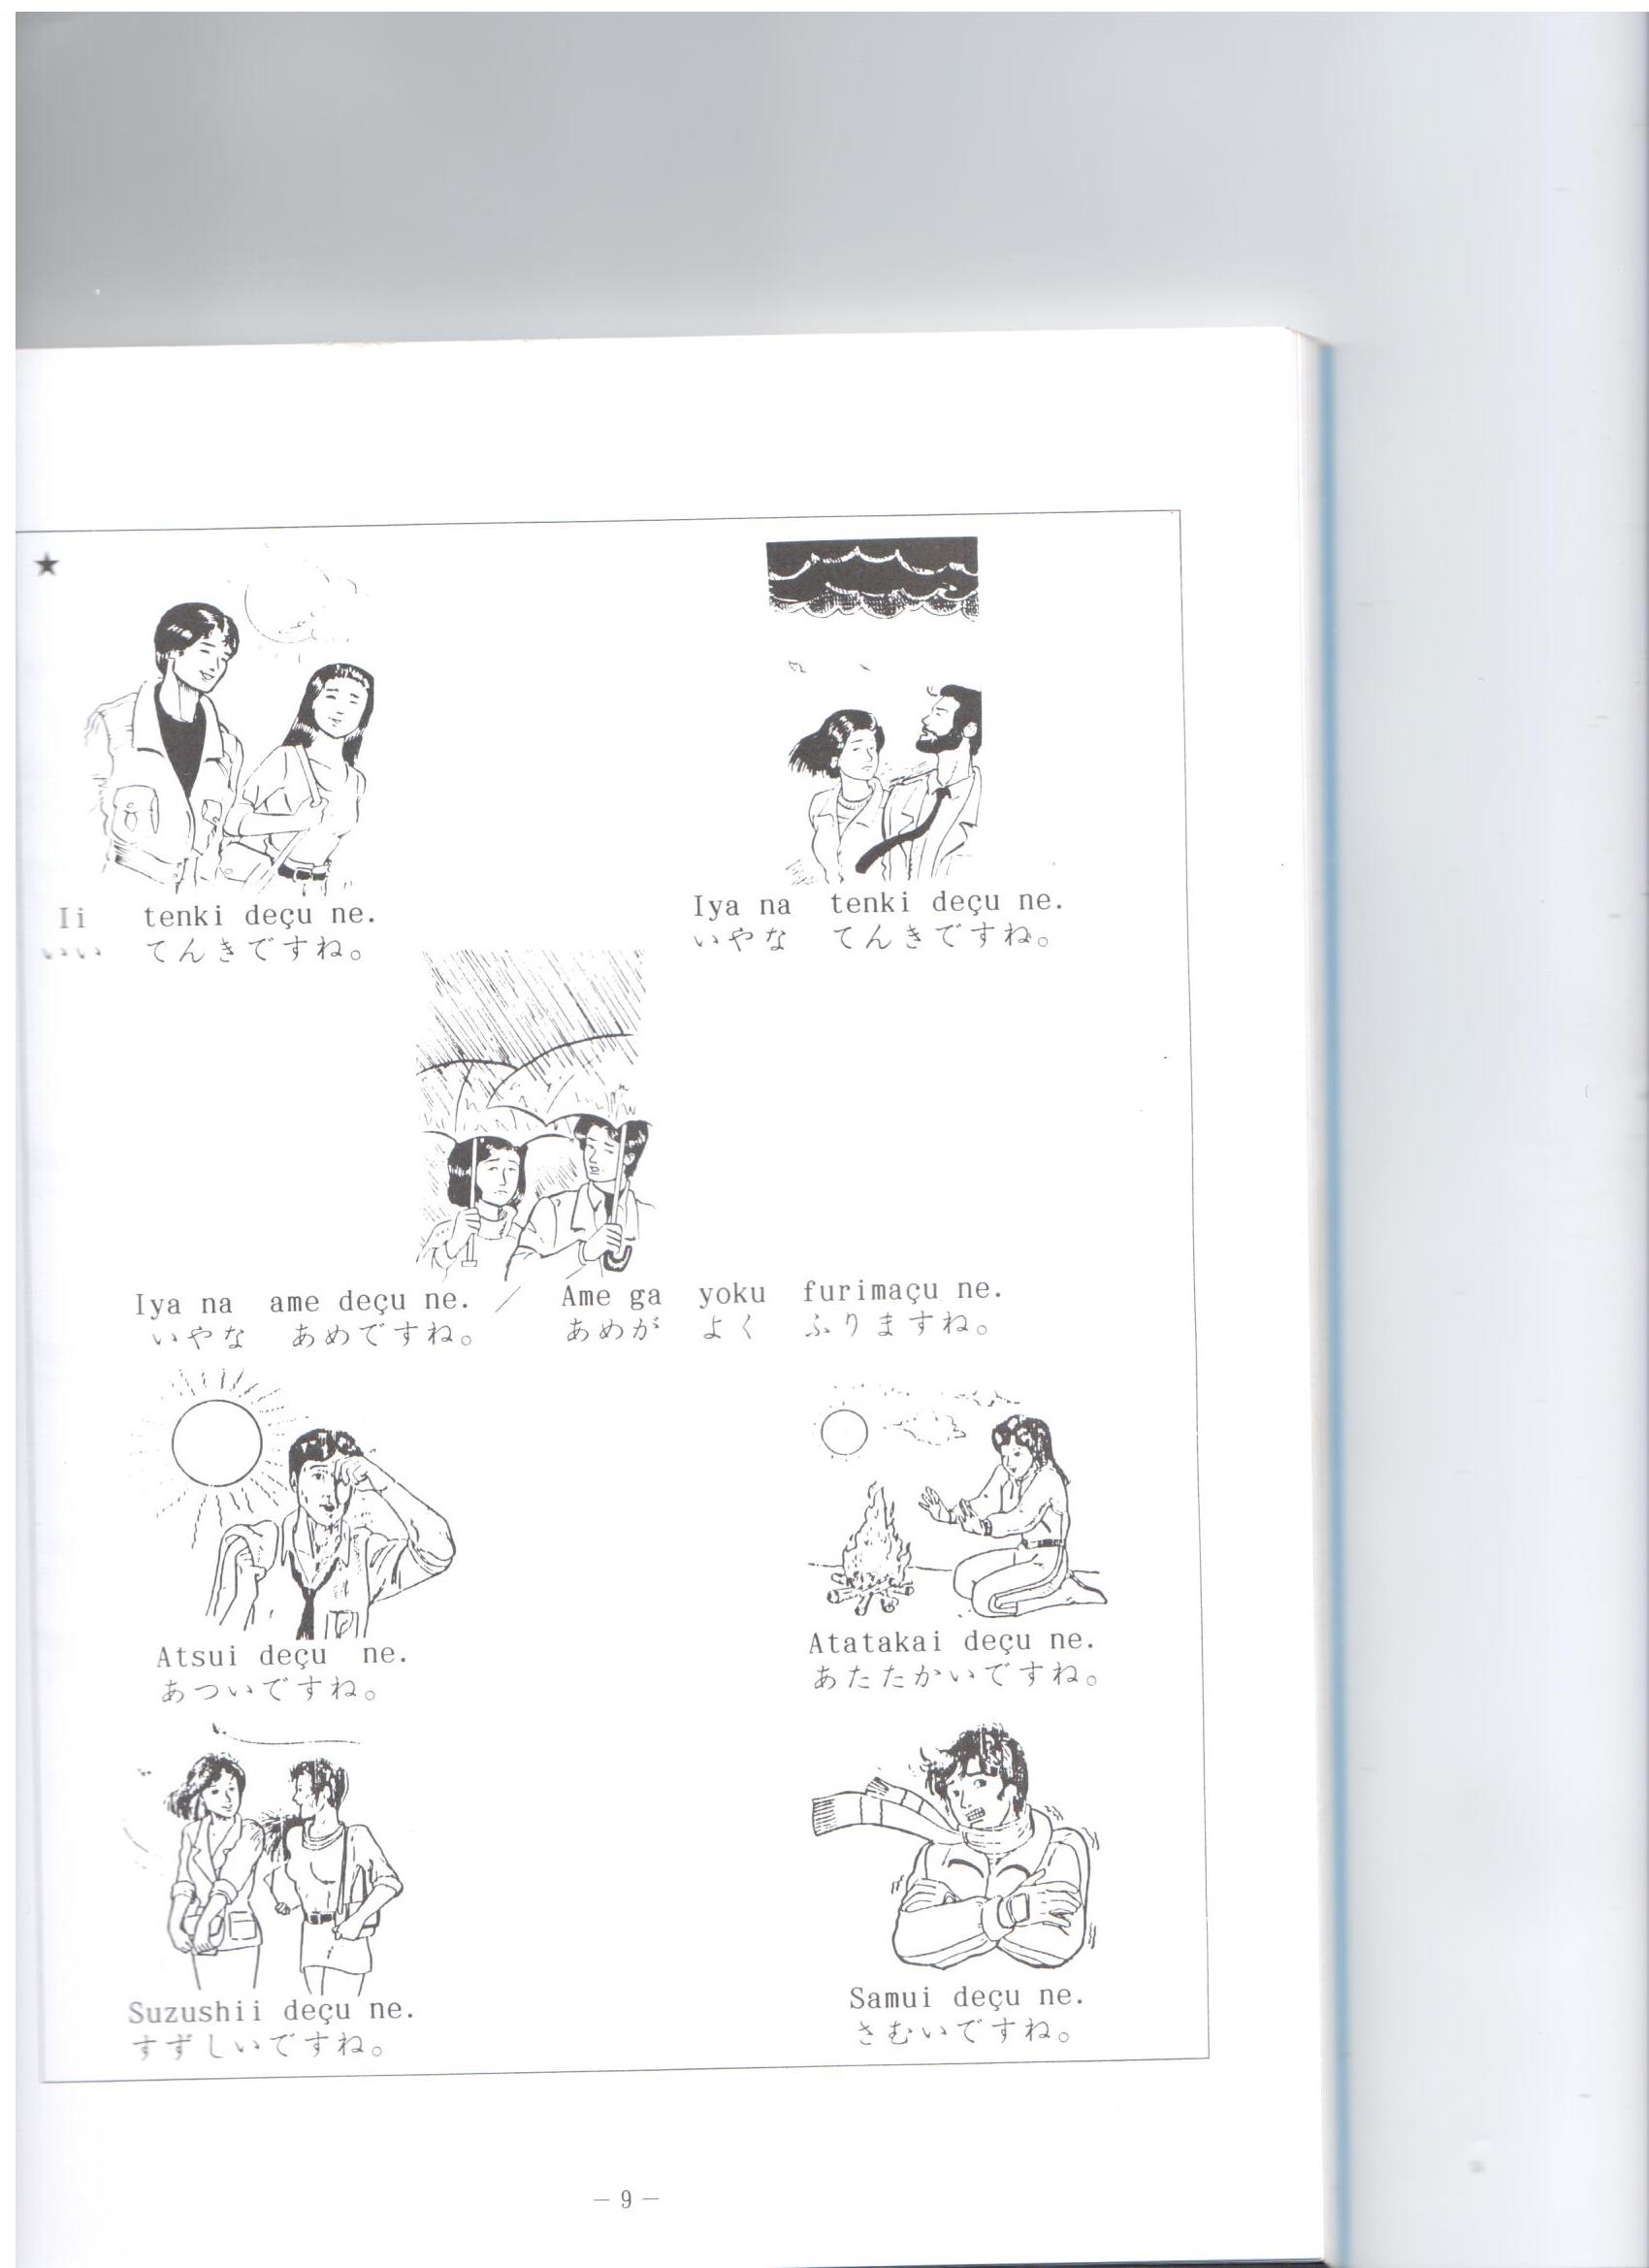 ★
Ii tenki deçu ne.
いい てんきですね。
Iya na tenki deçu ne.
いやな てんきですね。
Iya na ame deçu ne. ／ Ame ga yoku furimaçu ne.
いやな あめですね。 あめが よく ふりますね。
Atsui deçu ne.
あついですね。
Atatakai deçu ne.
あたたかいですね。
Suzushii deçu ne.
すずしいですね。
Samui deçu ne.
さむいですね。
— 9 —